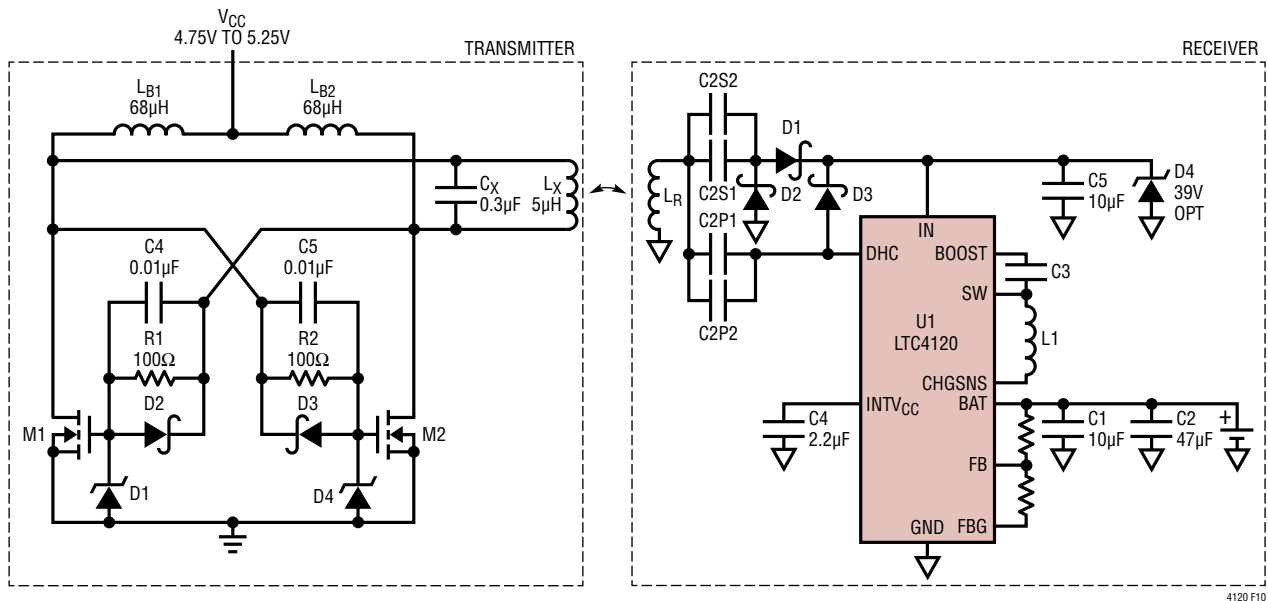 V_CC
4.75V TO 5.25V
TRANSMITTER
L_B1
68µH
L_B2
68µH
C_X
0.3µF
L_X
5µH
C4
0.01µF
C5
0.01µF
R1
100Ω
R2
100Ω
D2
D3
M1
M2
D1
D4
RECEIVER
C2S2
D1
C2S1
D2
D3
L_R
C2P1
C2P2
C5
10µF
D4
39V
OPT
IN
DHC
BOOST
C3
SW
U1
LTC4120
L1
CHGSNS
INTV_CC
BAT
C4
2.2µF
C1
10µF
C2
47µF
+
FB
GND
FBG
4120 F10